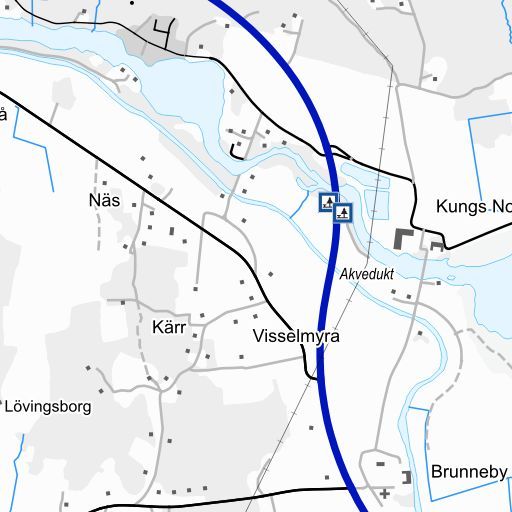 å
Näs
Kungs No
Akvedukt
Kärr
Visselmyra
Lövingsborg
Brunneby